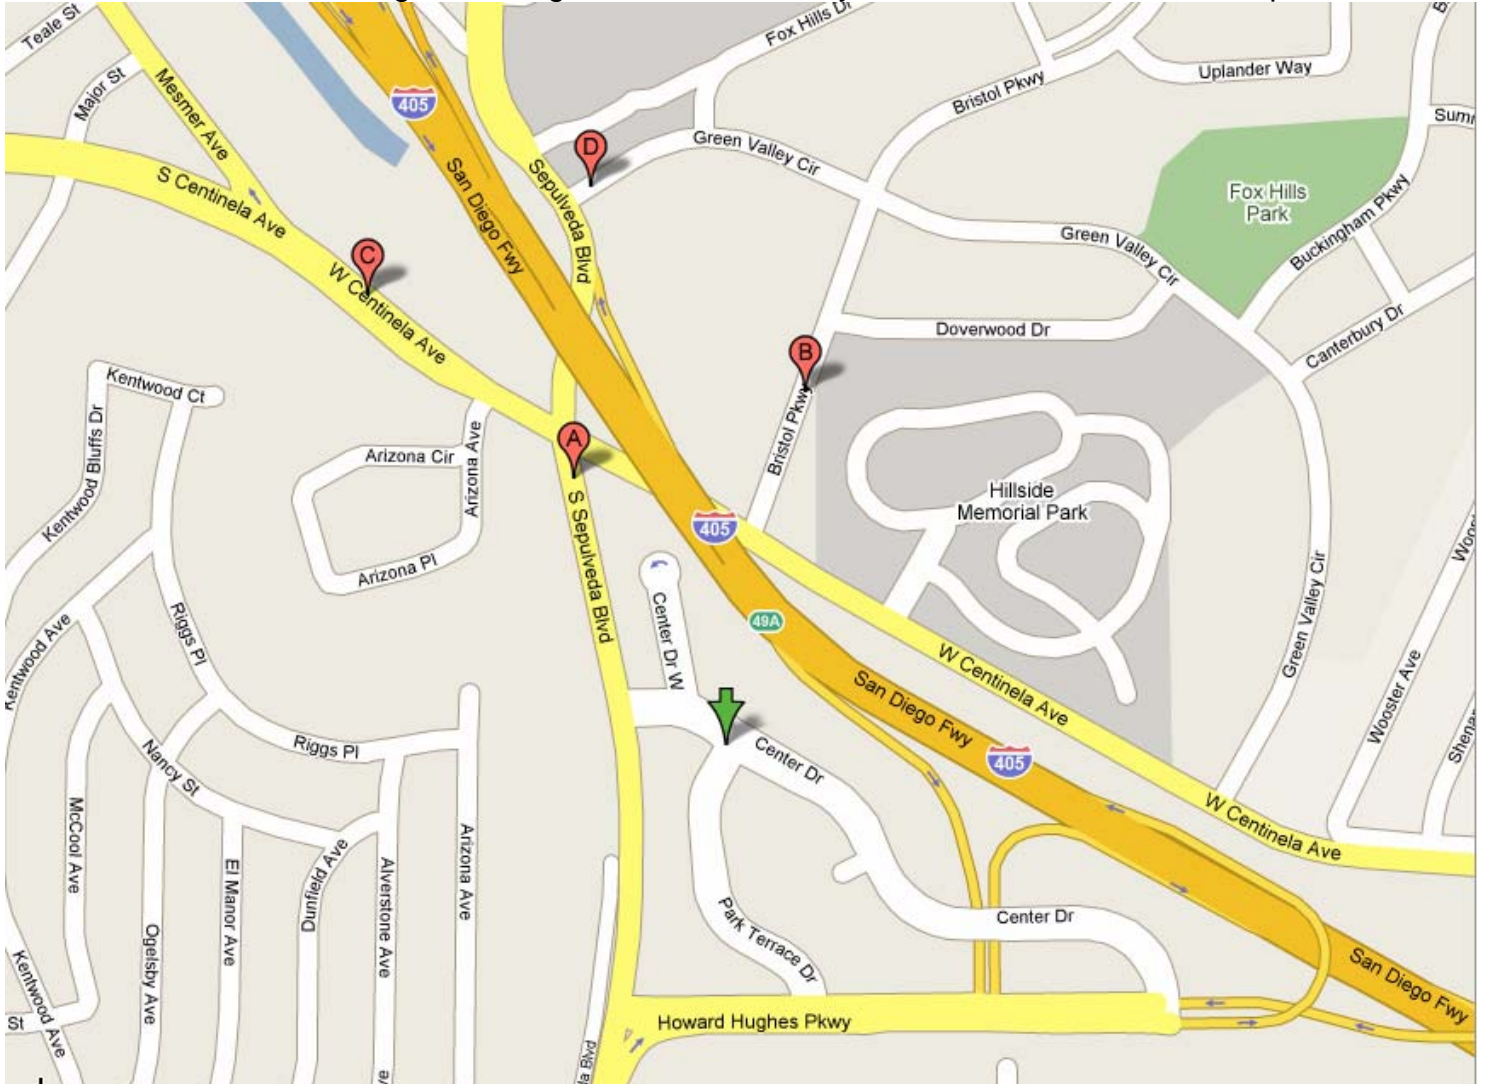 Fox Hills Dr
Teale St
Major St
Mesmer Ave
405
Bristol Pkwy
Uplander Way
Green Valley Cir
D
S Centinela Ave
San Diego Fwy
Sepulveda Blvd
Fox Hills
Park
Buckingham Pkwy
C
W Centinela Ave
Green Valley Cir
Doverwood Dr
Canterbury Dr
B
Kentwood Ct
Kentwood Bluffs Dr
A
Arizona Cir
Arizona Ave
Bristol Pkwy
Hillside
Memorial Park
405
S Sepulveda Blvd
Arizona Pl
Center Dr W
49A
Kentwood Ave
Riggs Pl
W Centinela Ave
Green Valley Cir
Wooster Ave
San Diego Fwy
405
Riggs Pl
Nancy St
Center Dr
W Centinela Ave
McCool Ave
El Manor Ave
Dunfield Ave
Alverstone Ave
Arizona Ave
Park Terrace Dr
Center Dr
Ogelsby Ave
Kentwood Ave
San Diego Fwy
St
Howard Hughes Pkwy
Blvd